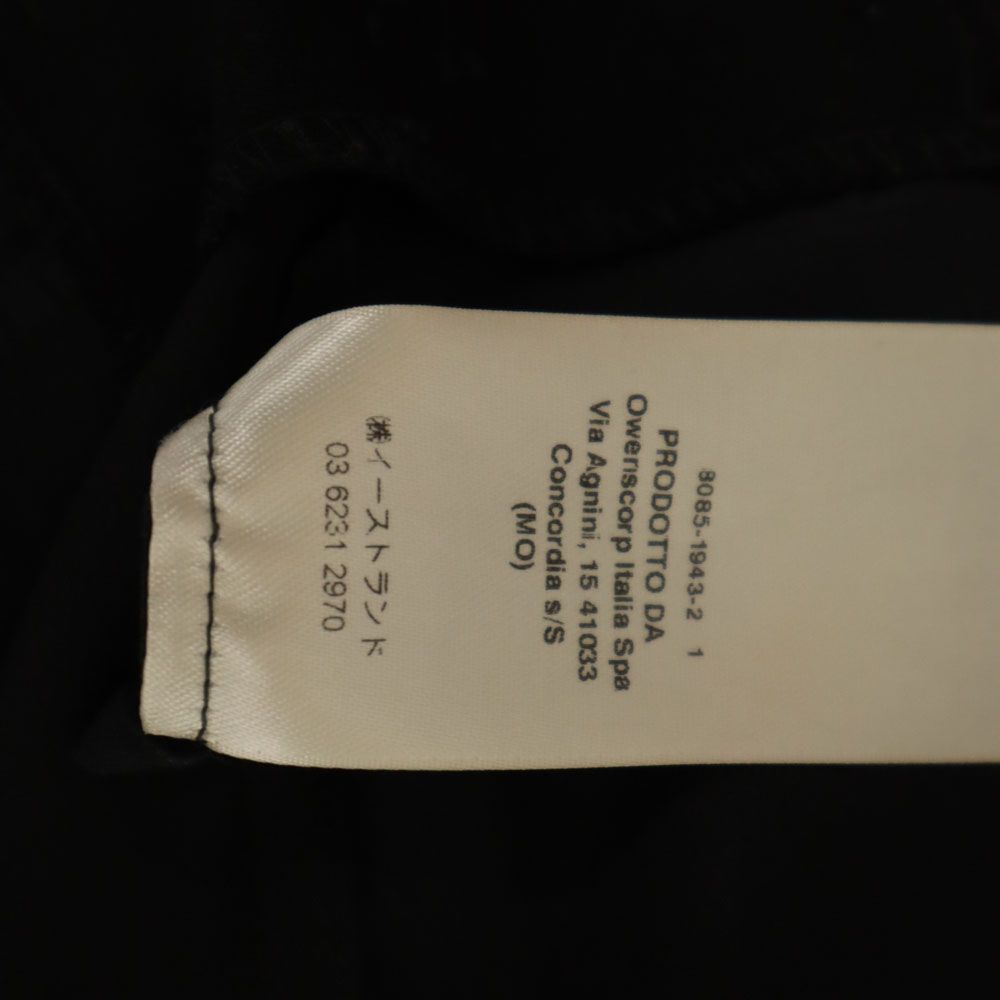 8085-1943-2 1
PRODOTTO DA
Owenscorp Italia Spa
Via Agnini, 15 41033
Concordia s/S
(MO)
㈱イーストランド
03 6231 2970